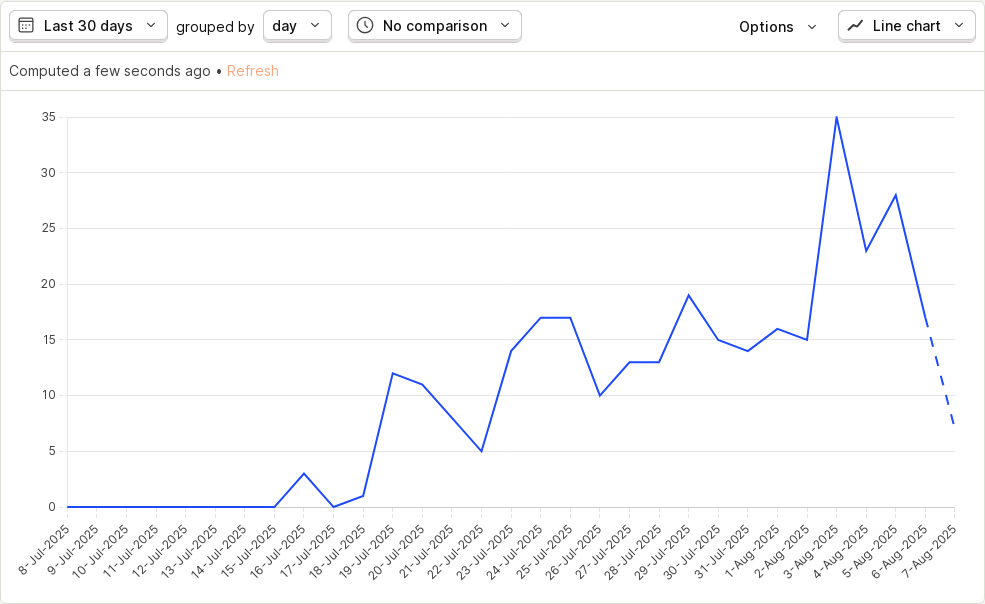 Last 30 days grouped by day No comparison Options Line chart
Computed a few seconds ago • Refresh
35
30
25
20
15
10
5
0
8-Jul-2025 9-Jul-2025 10-Jul-2025 11-Jul-2025 12-Jul-2025 13-Jul-2025 14-Jul-2025 15-Jul-2025 16-Jul-2025 17-Jul-2025 18-Jul-2025 19-Jul-2025 20-Jul-2025 21-Jul-2025 22-Jul-2025 23-Jul-2025 24-Jul-2025 25-Jul-2025 26-Jul-2025 27-Jul-2025 28-Jul-2025 29-Jul-2025 30-Jul-2025 31-Jul-2025 1-Aug-2025 2-Aug-2025 3-Aug-2025 4-Aug-2025 5-Aug-2025 6-Aug-2025 7-Aug-2025